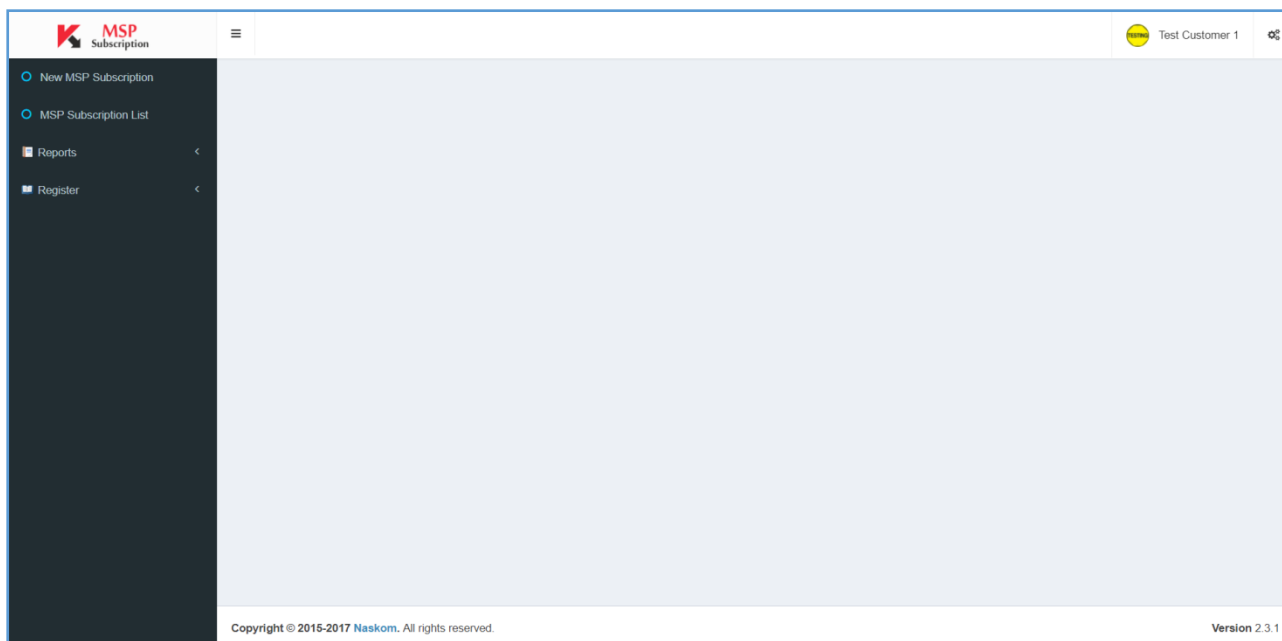 MSP
Subscription
TESTING
Test Customer 1
New MSP Subscription
MSP Subscription List
Reports
Register
Copyright © 2015-2017 Naskom. All rights reserved.
Version 2.3.1